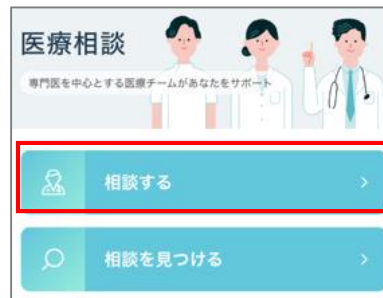 医療相談
専門医を中心とする医療チームがあなたをサポート
相談する
相談を見つける